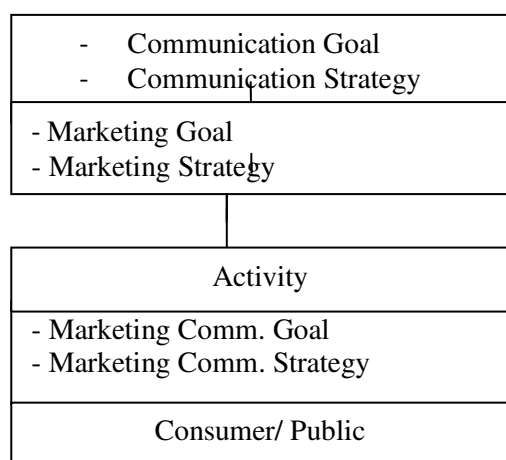 - Communication Goal
- Communication Strategy
- Marketing Goal
- Marketing Strategy
Activity
- Marketing Comm. Goal
- Marketing Comm. Strategy
Consumer/ Public